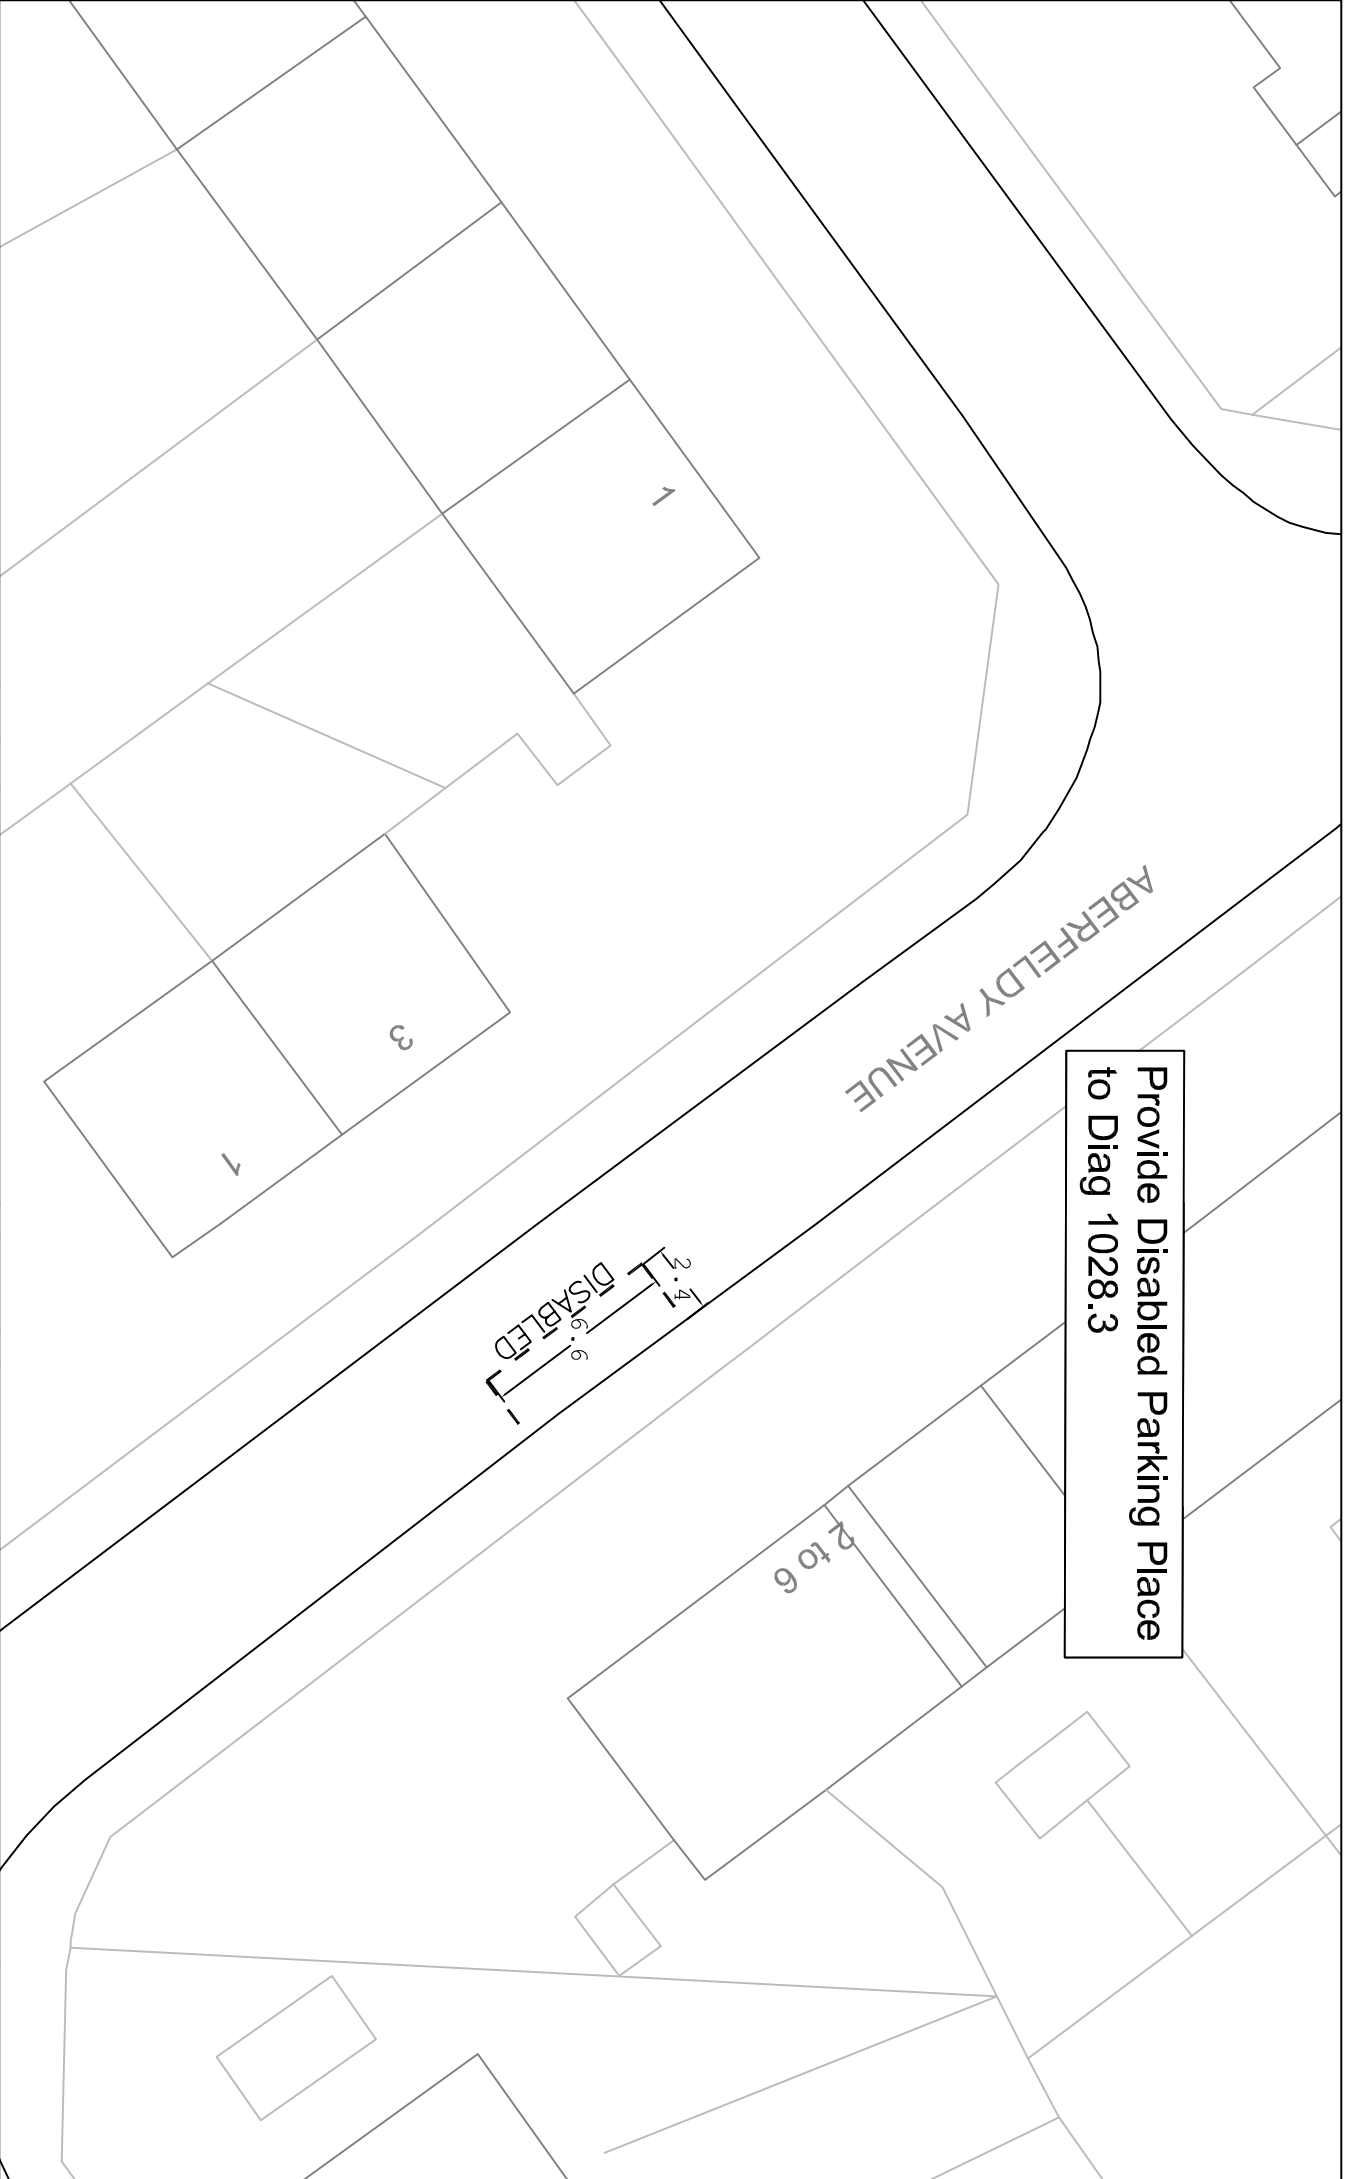 Provide Disabled Parking Place
to Diag 1028.3
ABERFELDY AVENUE
DISABLED
2.4
6.6
2 to 6
1
3
1